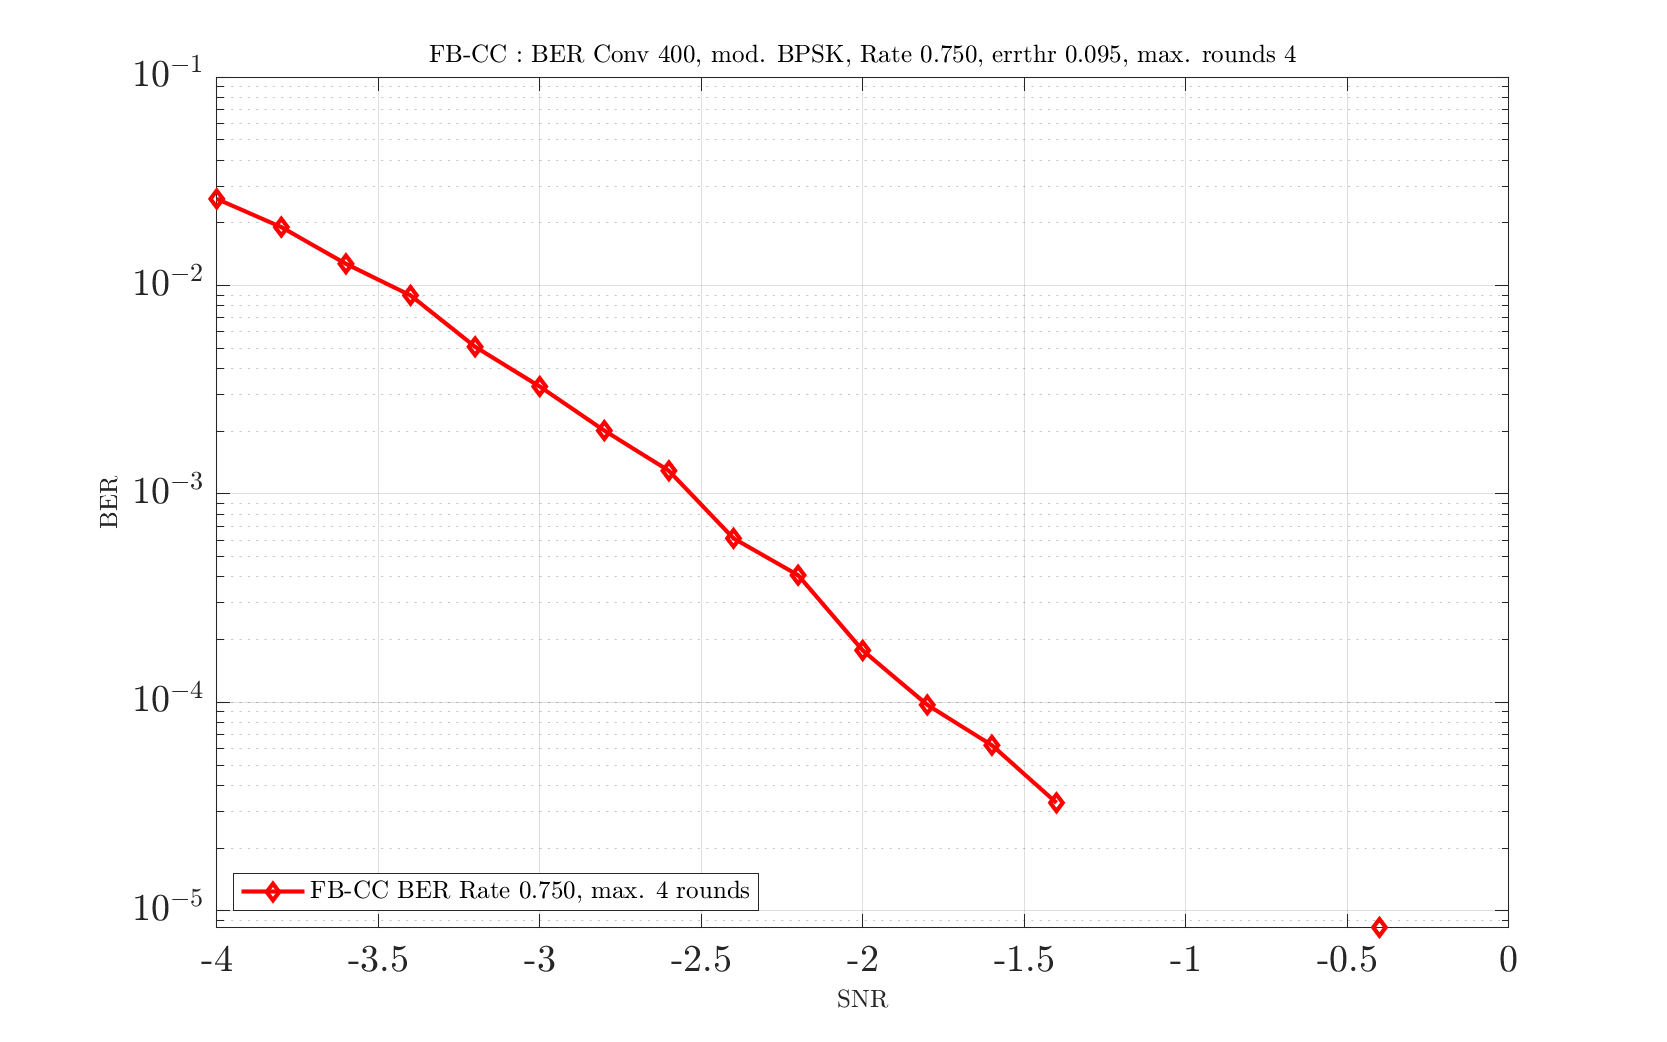 FB-CC : BER Conv 400, mod. BPSK, Rate 0.750, errthr 0.095, max. rounds 4
10⁻¹
10⁻²
10⁻³
10⁻⁴
10⁻⁵
BER
FB-CC BER Rate 0.750, max. 4 rounds
-4 -3.5 -3 -2.5 -2 -1.5 -1 -0.5 0
SNR